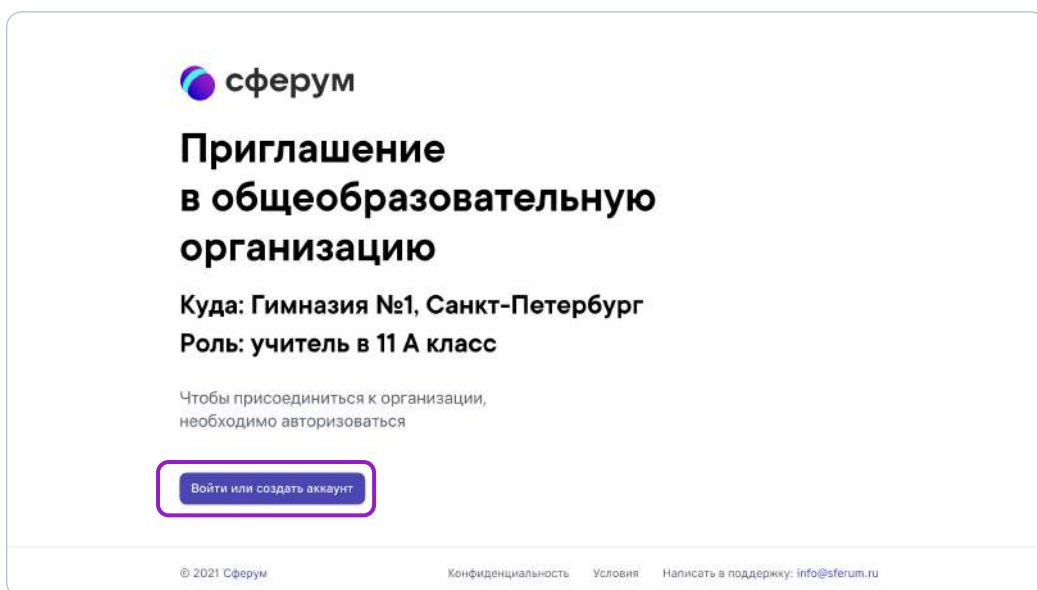 сферум
Приглашение
в общеобразовательную
организацию
Куда: Гимназия №1, Санкт-Петербург
Роль: учитель в 11 А класс
Чтобы присоединиться к организации,
необходимо авторизоваться
Войти или создать аккаунт
© 2021 Сферум Конфиденциальность Условия Написать в поддержку: info@sferum.ru